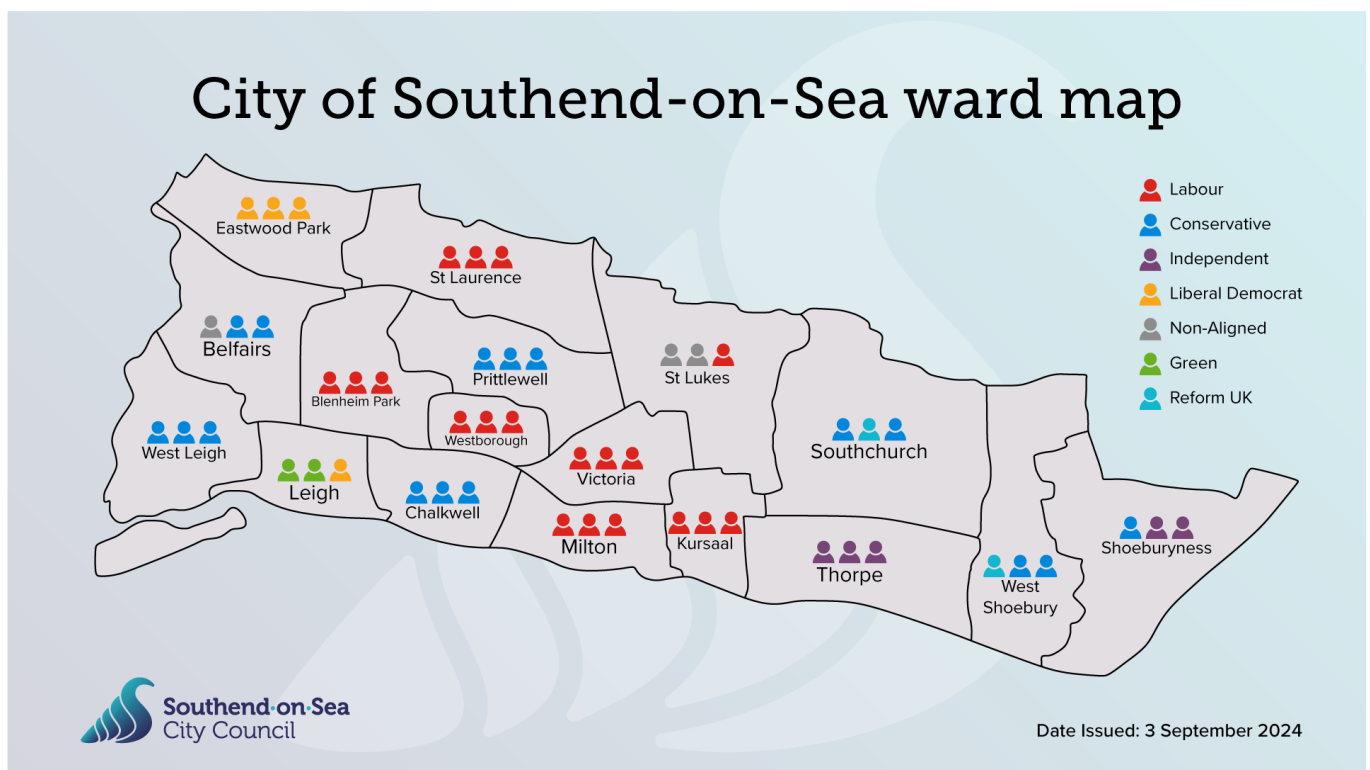 City of Southend-on-Sea ward map
Labour
Conservative
Independent
Liberal Democrat
Non-Aligned
Green
Reform UK
Eastwood Park
St Laurence
Belfairs
Prittlewell
St Lukes
Blenheim Park
Westborough
West Leigh
Southchurch
Leigh
Victoria
Chalkwell
Milton
Kursaal
Thorpe
Shoeburyness
West
Shoebury
Southend·on·Sea
City Council
Date Issued: 3 September 2024